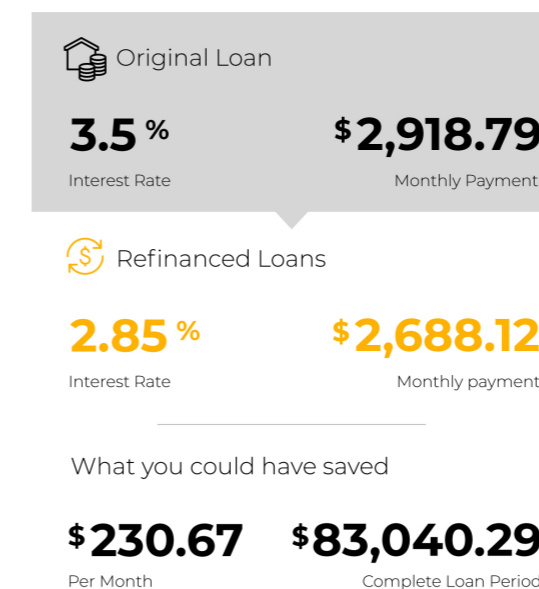 Original Loan
3.5 % $2,918.79
Interest Rate Monthly Payment
Refinanced Loans
2.85 % $2,688.12
Interest Rate Monthly payment
What you could have saved
$230.67 $83,040.29
Per Month Complete Loan Period